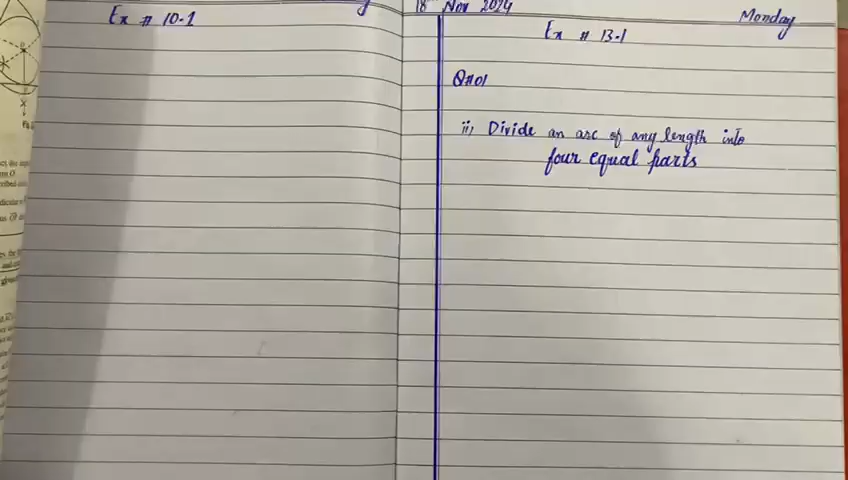 Ex # 10.1
18 Nov 2024
Monday
Ex # 13.1
Q#01
ii, Divide an arc of any length into
four equal parts